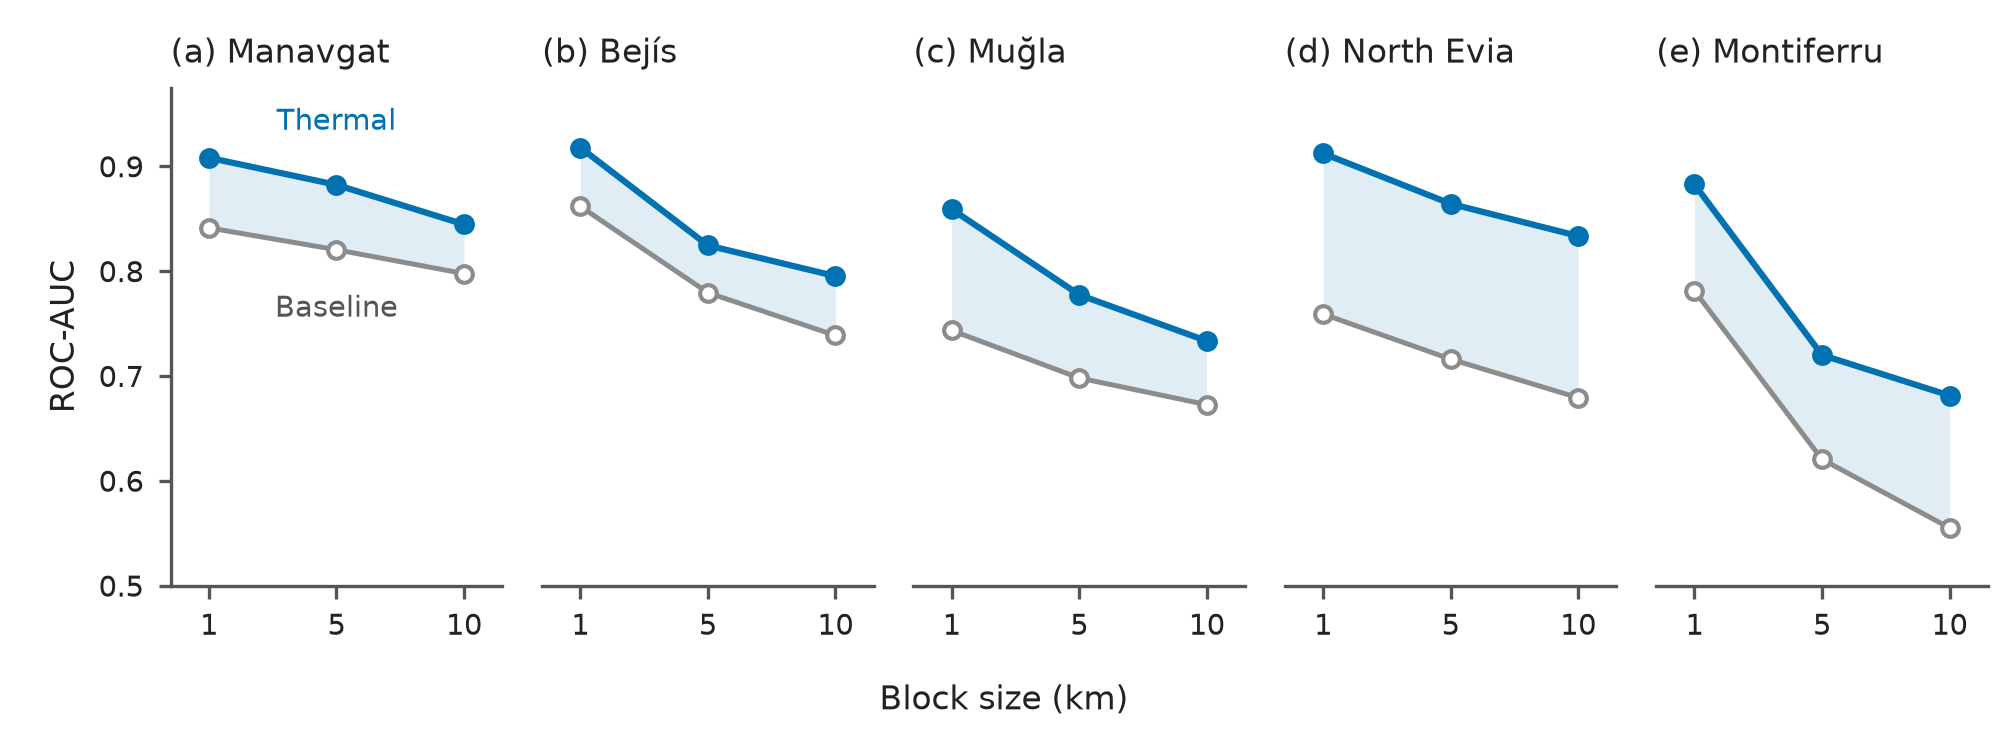 (a) Manavgat
(b) Bejís
(c) Muğla
(d) North Evia
(e) Montiferru
Thermal
Baseline
ROC-AUC
0.9
0.8
0.7
0.6
0.5
1 5 10
1 5 10
1 5 10
1 5 10
1 5 10
Block size (km)